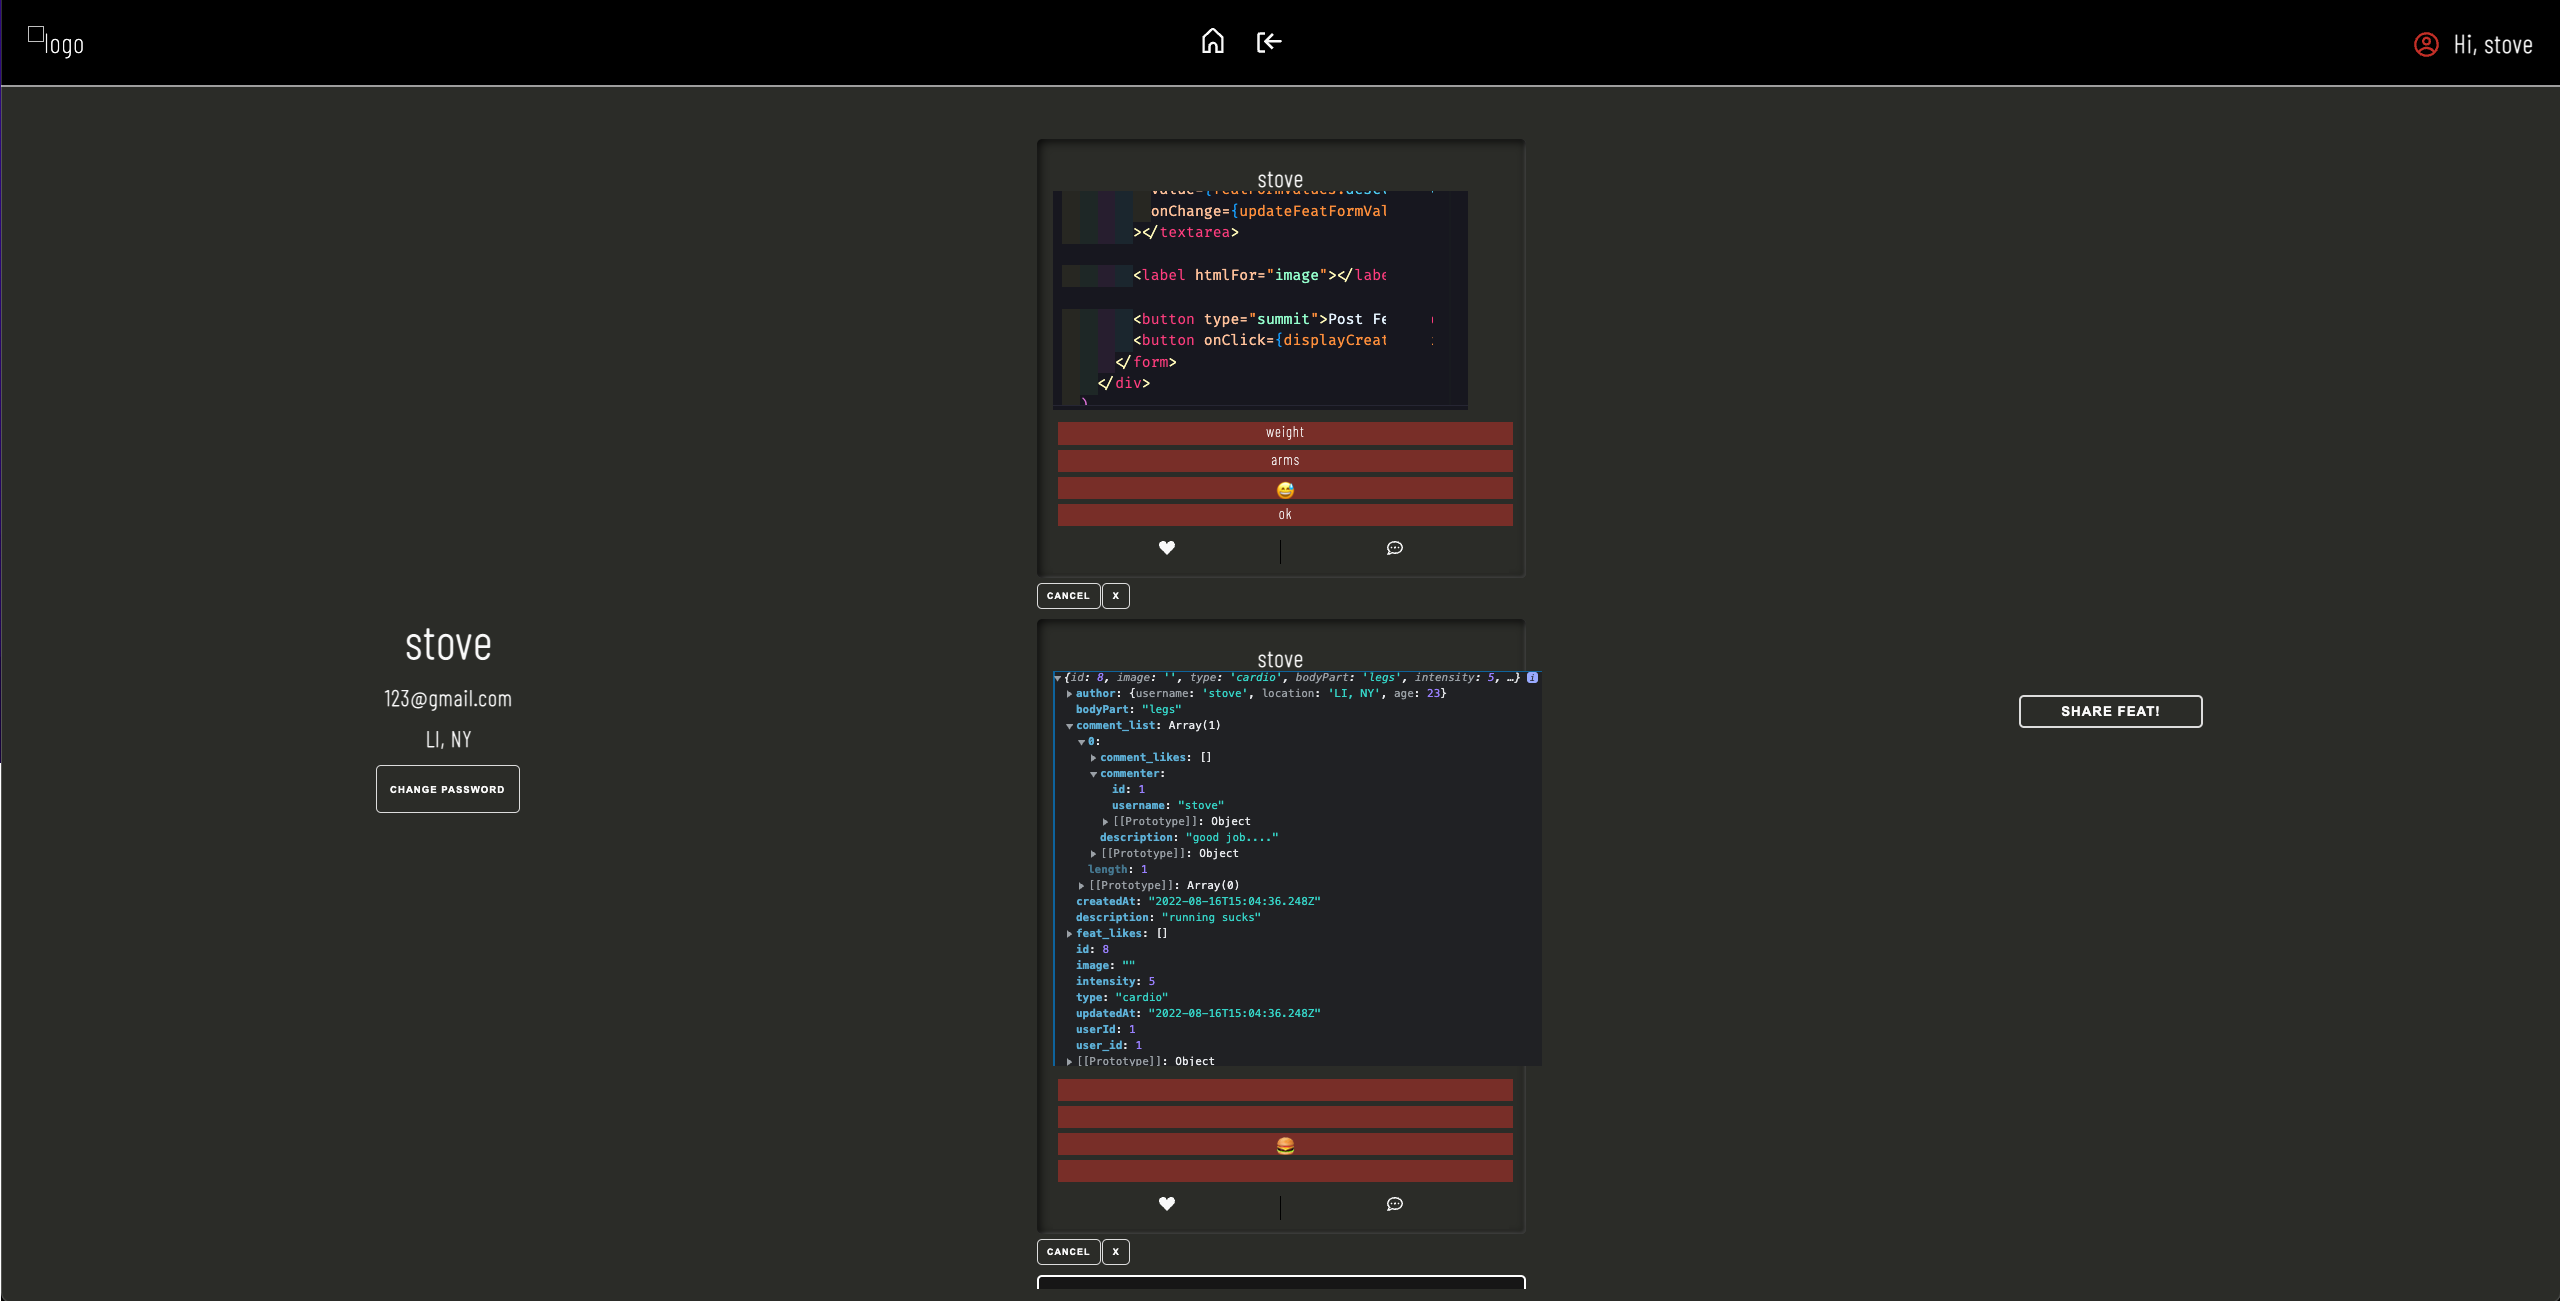 logo
Hi, stove
stove
onChange={updateFeatFormVal
></textarea>
<label htmlFor="image"></labe
<button type="summit">Post Fe
<button onClick={displayCreat
</form>
</div>
)
weight
arms
😅
ok
CANCEL X
stove
123@gmail.com
LI, NY
CHANGE PASSWORD
stove
{id: 8, image: '', type: 'cardio', bodyPart: 'legs', intensity: 5, …} i
author: {username: 'stove', location: 'LI, NY', age: 23}
bodyPart: "legs"
comment_list: Array(1)
0:
comment_likes: []
commenter:
id: 1
username: "stove"
[[Prototype]]: Object
description: "good job...."
[[Prototype]]: Object
length: 1
[[Prototype]]: Array(0)
createdAt: "2022-08-16T15:04:36.248Z"
description: "running sucks"
feat_likes: []
id: 8
image: ""
intensity: 5
type: "cardio"
updatedAt: "2022-08-16T15:04:36.248Z"
userId: 1
user_id: 1
[[Prototype]]: Object
🍔
CANCEL X
SHARE FEAT!